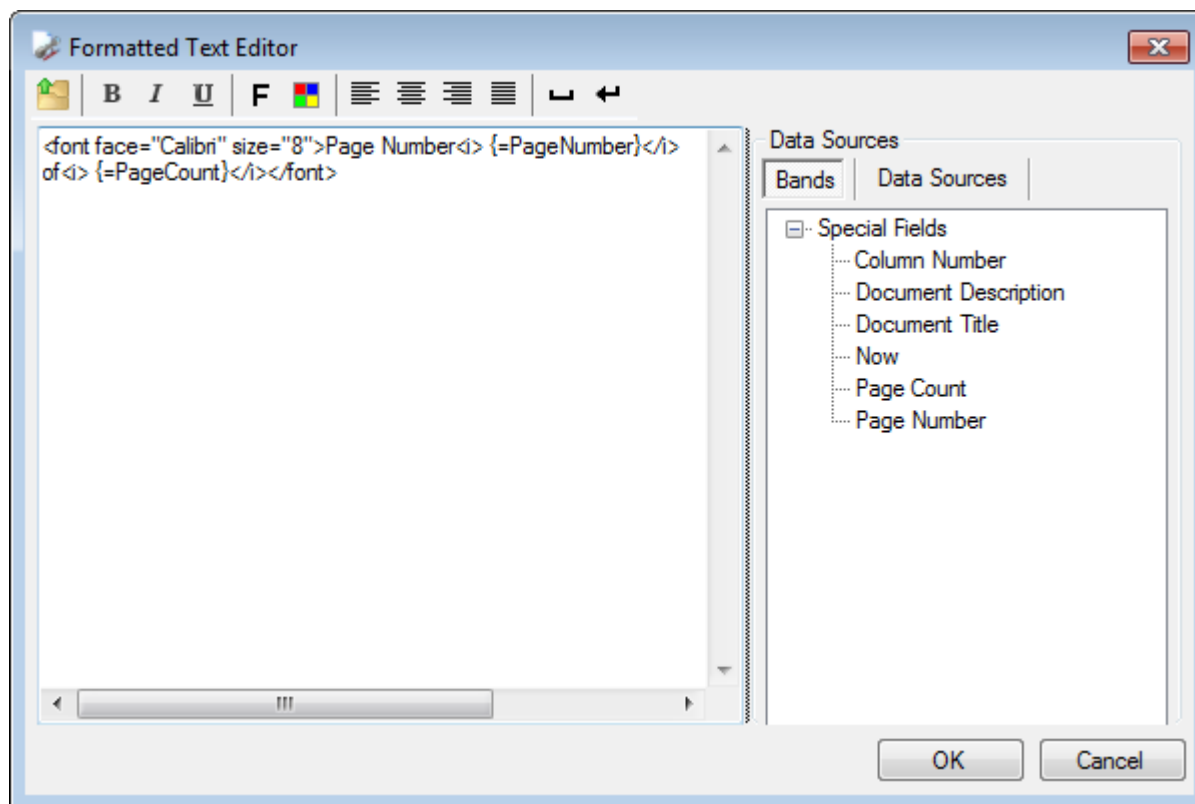 Formatted Text Editor
B I U F
<font face="Calibri" size="8">Page Number<i> {=PageNumber}</i>
of<i> {=PageCount}</i></font>
Data Sources
Bands Data Sources
Special Fields
Column Number
Document Description
Document Title
Now
Page Count
Page Number
OK Cancel